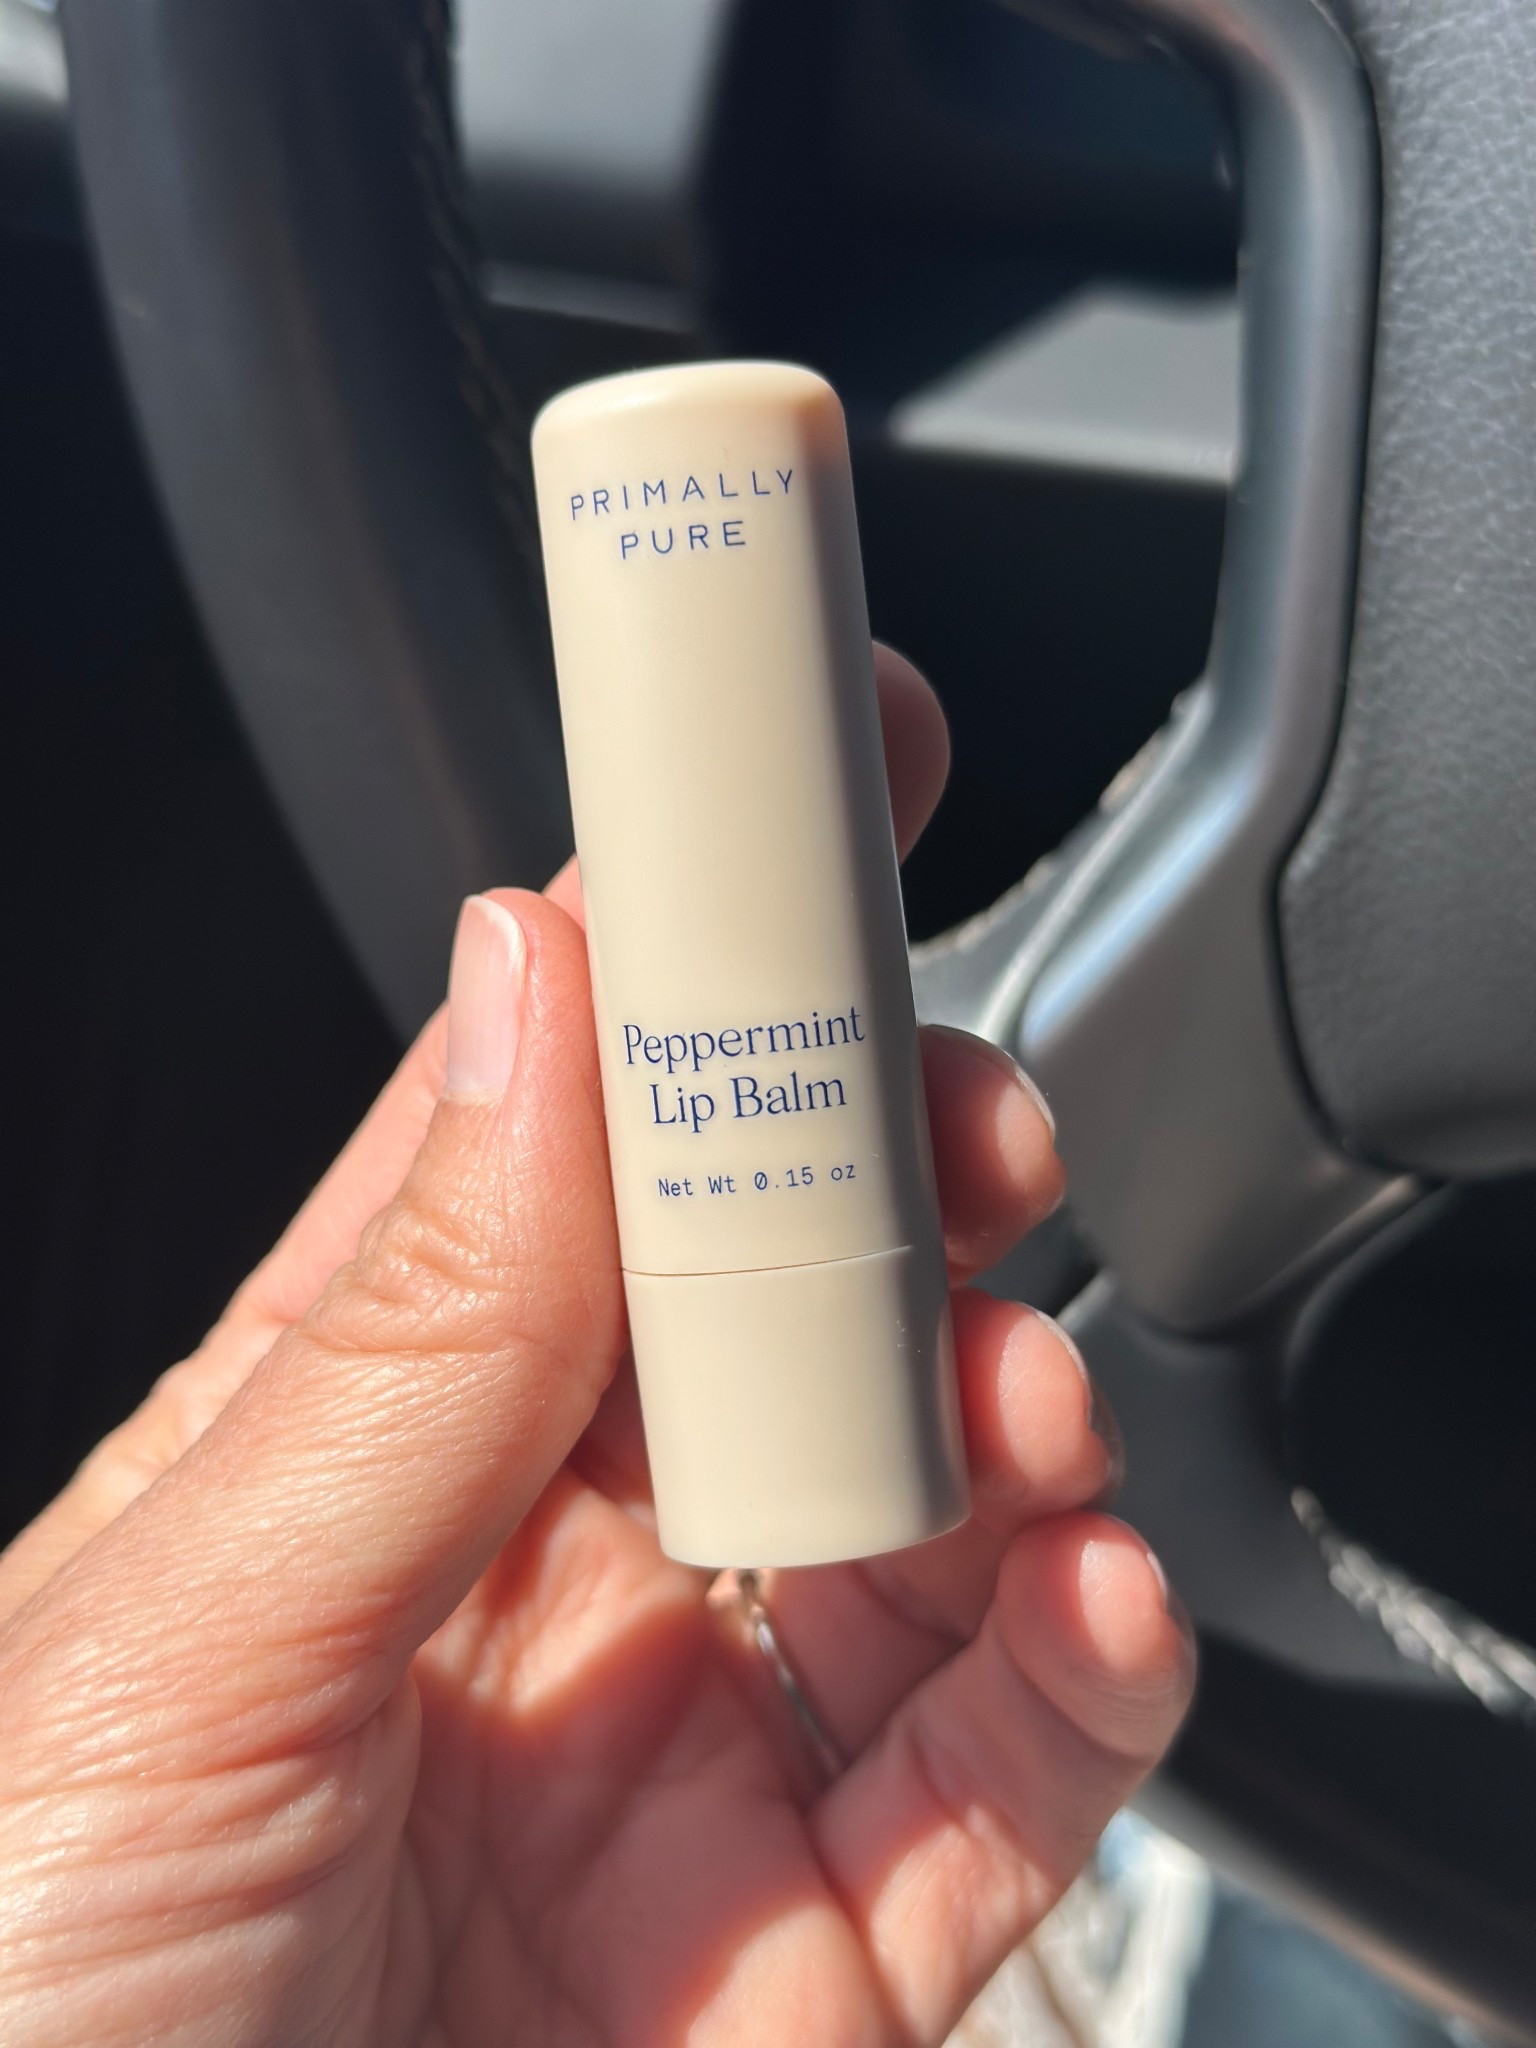 PRIMALLY
PURE
Peppermint
Lip Balm
Net Wt 0.15 oz